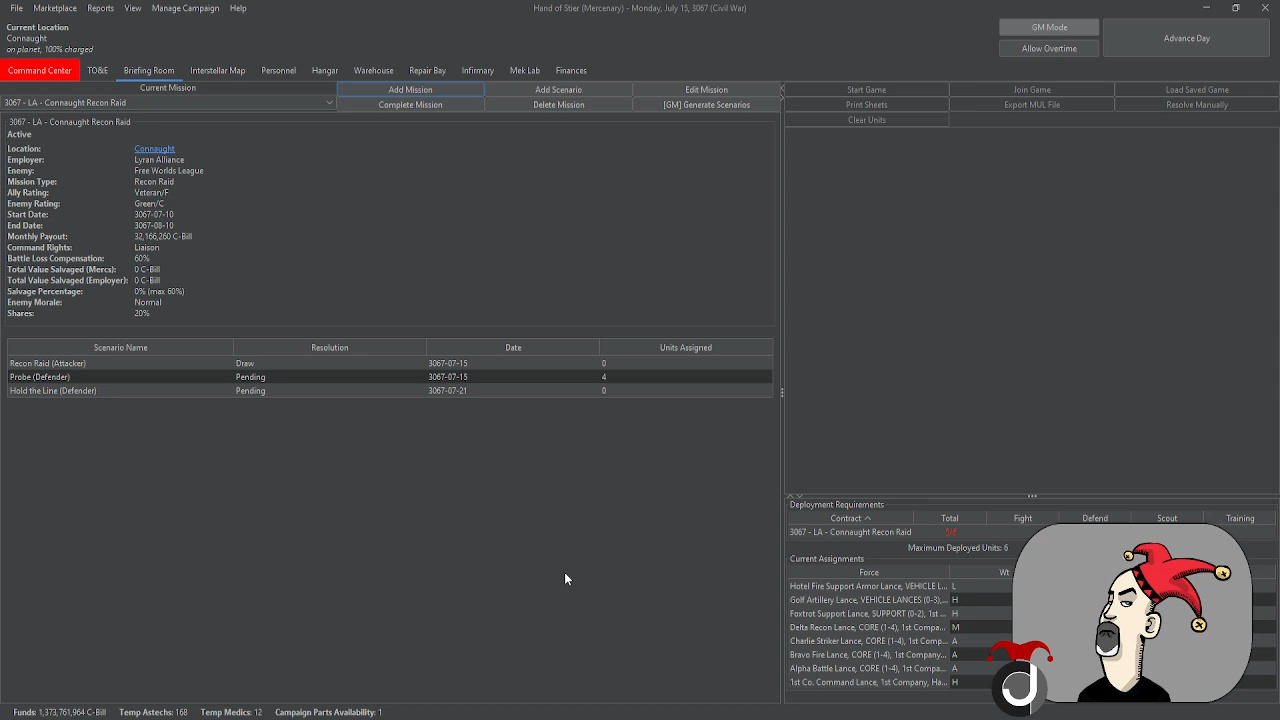 File Marketplace Reports View Manage Campaign Help
Hand of Stier (Mercenary) - Monday, July 15, 3067 (Civil War)
Current Location
Connaught
on planet, 100% charged
GM Mode
Allow Overtime
Advance Day
Command Center TO&E Briefing Room Interstellar Map Personnel Hangar Warehouse Repair Bay Infirmary Mek Lab Finances
Current Mission
Add Mission Add Scenario Edit Mission
3067 - LA - Connaught Recon Raid
Complete Mission Delete Mission [GM] Generate Scenarios
Start Game Join Game Load Saved Game
Print Sheets Export MUL File Resolve Manually
Clear Units
3067 - LA - Connaught Recon Raid
Active
Location: Connaught
Employer: Lyran Alliance
Enemy: Free Worlds League
Mission Type: Recon Raid
Ally Rating: Veteran/F
Enemy Rating: Green/C
Start Date: 3067-07-10
End Date: 3067-08-10
Monthly Payout: 32,166,260 C-Bill
Command Rights: Liaison
Battle Loss Compensation: 60%
Total Value Salvaged (Mercs): 0 C-Bill
Total Value Salvaged (Employer): 0 C-Bill
Salvage Percentage: 0% (max 60%)
Enemy Morale: Normal
Shares: 20%
Scenario Name Resolution Date Units Assigned
Recon Raid (Attacker) Draw 3067-07-15 0
Probe (Defender) Pending 3067-07-15 4
Hold the Line (Defender) Pending 3067-07-21 0
Deployment Requirements
Contract Total Fight Defend Scout Training
3067 - LA - Connaught Recon Raid
Maximum Deployed Units: 6
Current Assignments
Force Wt
Hotel Fire Support Armor Lance, VEHICLE L... L
Golf Artillery Lance, VEHICLE LANCES (0-3),... H
Foxtrot Support Lance, SUPPORT (0-2), 1st ... H
Delta Recon Lance, CORE (1-4), 1st Compa... M
Charlie Striker Lance, CORE (1-4), 1st Comp... A
Bravo Fire Lance, CORE (1-4), 1st Company... A
Alpha Battle Lance, CORE (1-4), 1st Compa... A
1st Co. Command Lance, 1st Company, Ha... H
Funds: 1,373,761,964 C-Bill Temp Astechs: 168 Temp Medics: 12 Campaign Parts Availability: 1